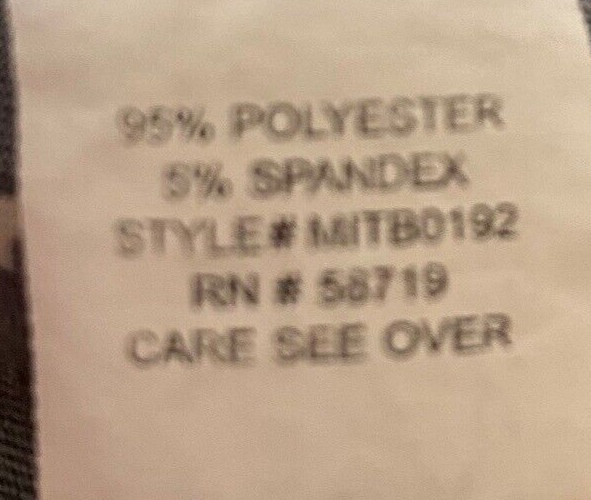 95% POLYESTER
5% SPANDEX
STYLE# MITB0192
RN # 58719
CARE SEE OVER